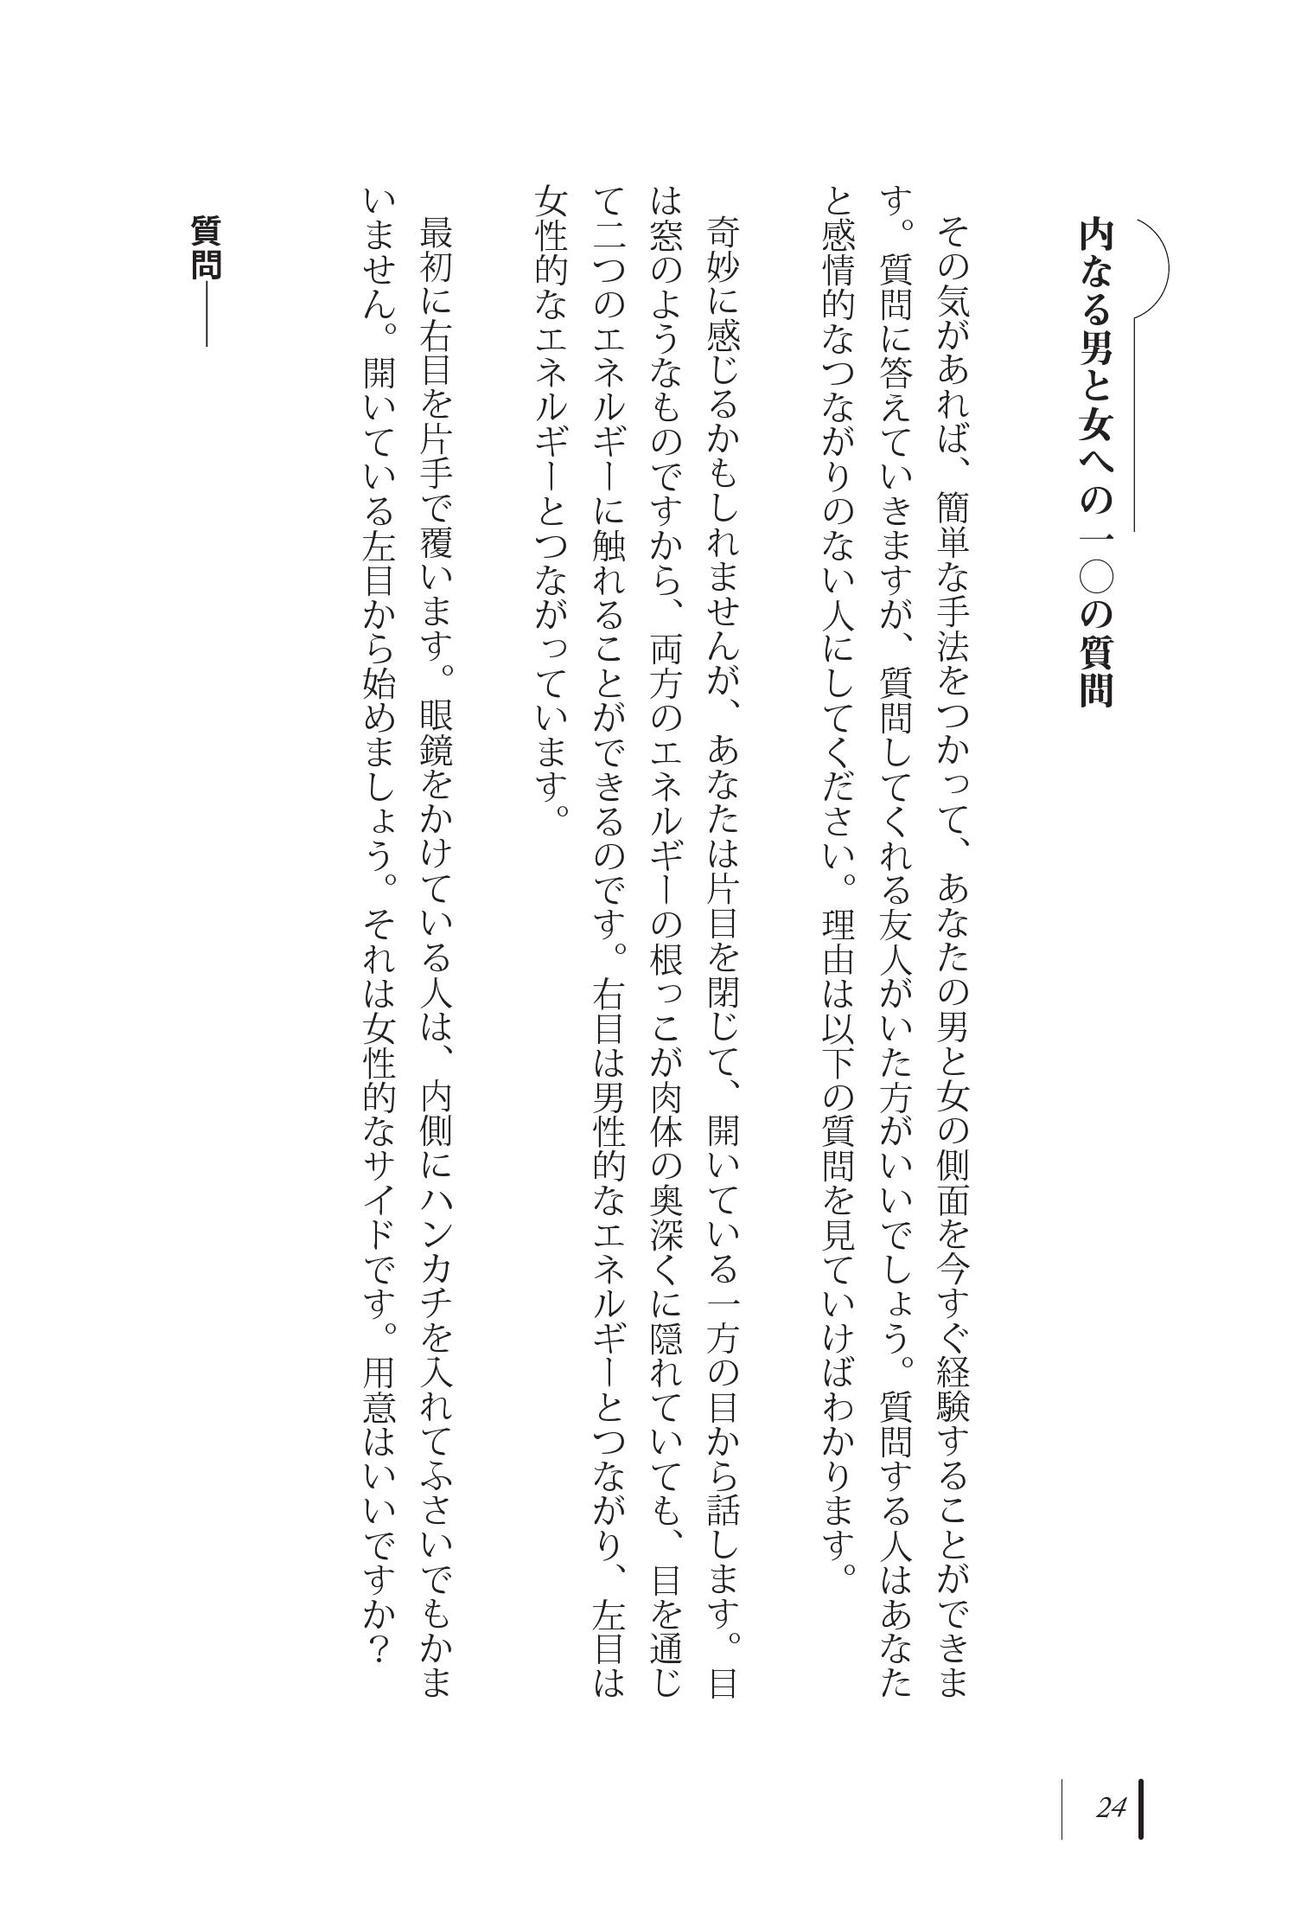 内なる男と女への一〇の質問
その気があれば、簡単な手法をつかって、あなたの男と女の側面を今すぐ経験することができま
す。質問に答えていきますが、質問してくれる友人がいた方がいいでしょう。質問する人はあなた
と感情的なつながりのない人にしてください。理由は以下の質問を見ていけばわかります。
奇妙に感じるかもしれませんが、あなたは片目を閉じて、開いている一方の目から話します。目
は窓のようなものですから、両方のエネルギーの根っこが肉体の奥深くに隠れていても、目を通じ
て二つのエネルギーに触れることができるのです。右目は男性的なエネルギーとつながり、左目は
女性的なエネルギーとつながっています。
最初に右目を片手で覆います。眼鏡をかけている人は、内側にハンカチを入れてふさいでもかま
いません。開いている左目から始めましょう。それは女性的なサイドです。用意はいいですか？
質問――
24